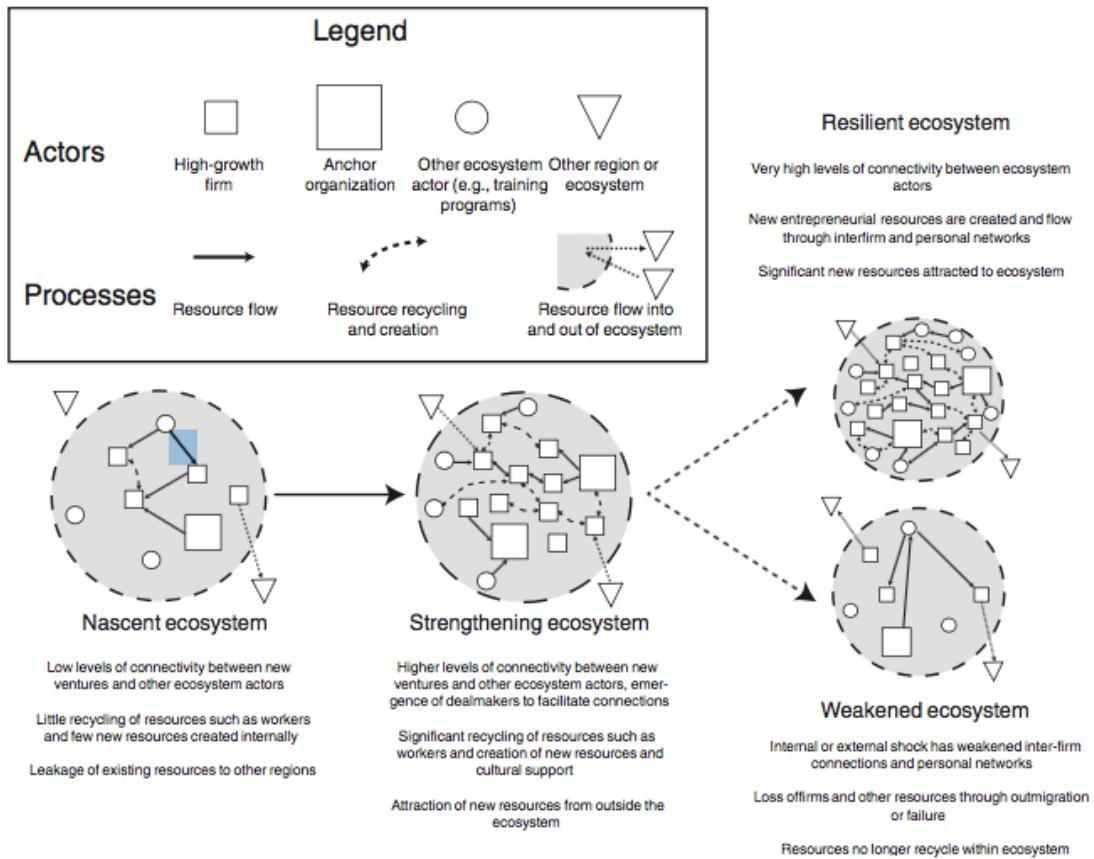 Legend
Actors
High-growth
firm
Anchor
organization
Other ecosystem
actor (e.g., training
programs)
Other region or
ecosystem
Processes
Resource flow
Resource recycling
and creation
Resource flow into
and out of ecosystem
Resilient ecosystem
Very high levels of connectivity between ecosystem
actors
New entrepreneurial resources are created and flow
through interfirm and personal networks
Significant new resources attracted to ecosystem
Nascent ecosystem
Low levels of connectivity between new
ventures and other ecosystem actors
Little recycling of resources such as workers
and few new resources created internally
Leakage of existing resources to other regions
Strengthening ecosystem
Higher levels of connectivity between new
ventures and other ecosystem actors, emer-
gence of dealmakers to facilitate connections
Significant recycling of resources such as
workers and creation of new resources and
cultural support
Attraction of new resources from outside the
ecosystem
Weakened ecosystem
Internal or external shock has weakened inter-firm
connections and personal networks
Loss offirms and other resources through outmigration
or failure
Resources no longer recycle within ecosystem